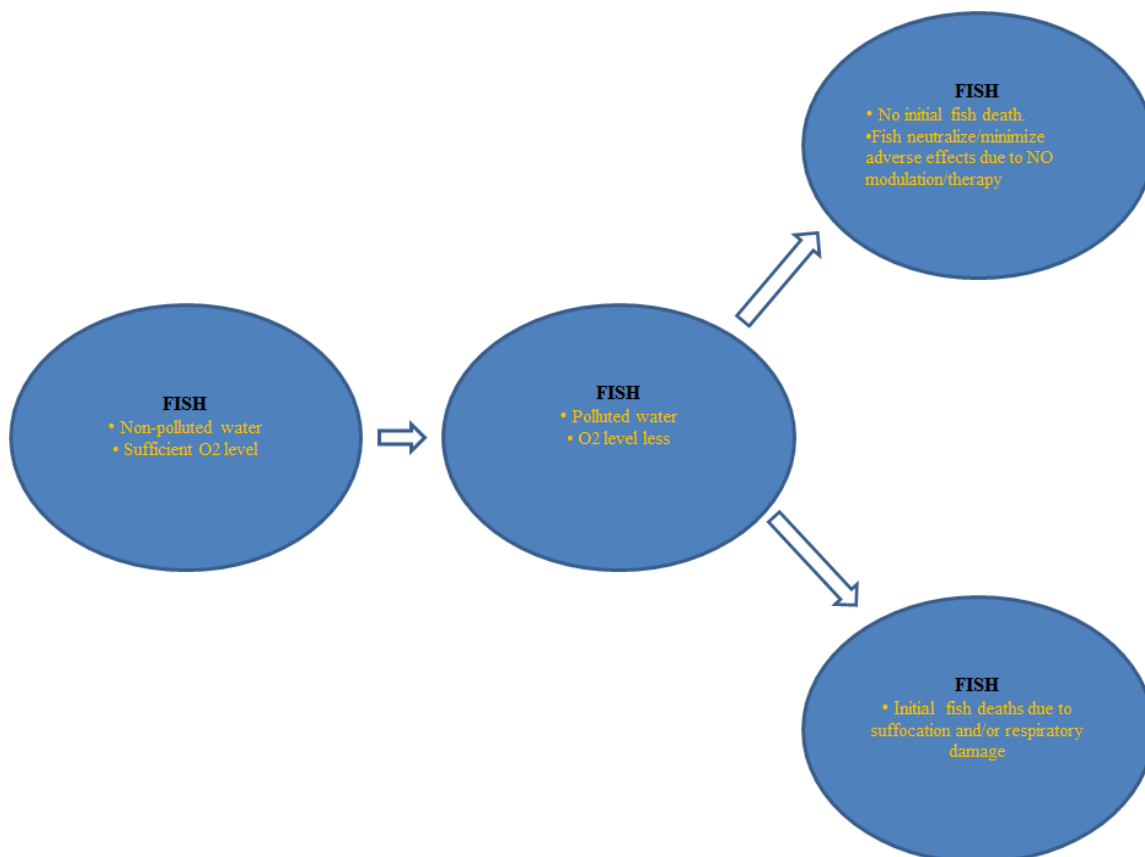 FISH
• No initial fish death.
•Fish neutralize/minimize
adverse effects due to NO
modulation/therapy
FISH
• Non-polluted water
• Sufficient O2 level
FISH
• Polluted water
• O2 level less
FISH
• Initial fish deaths due to
suffocation and/or respiratory
damage